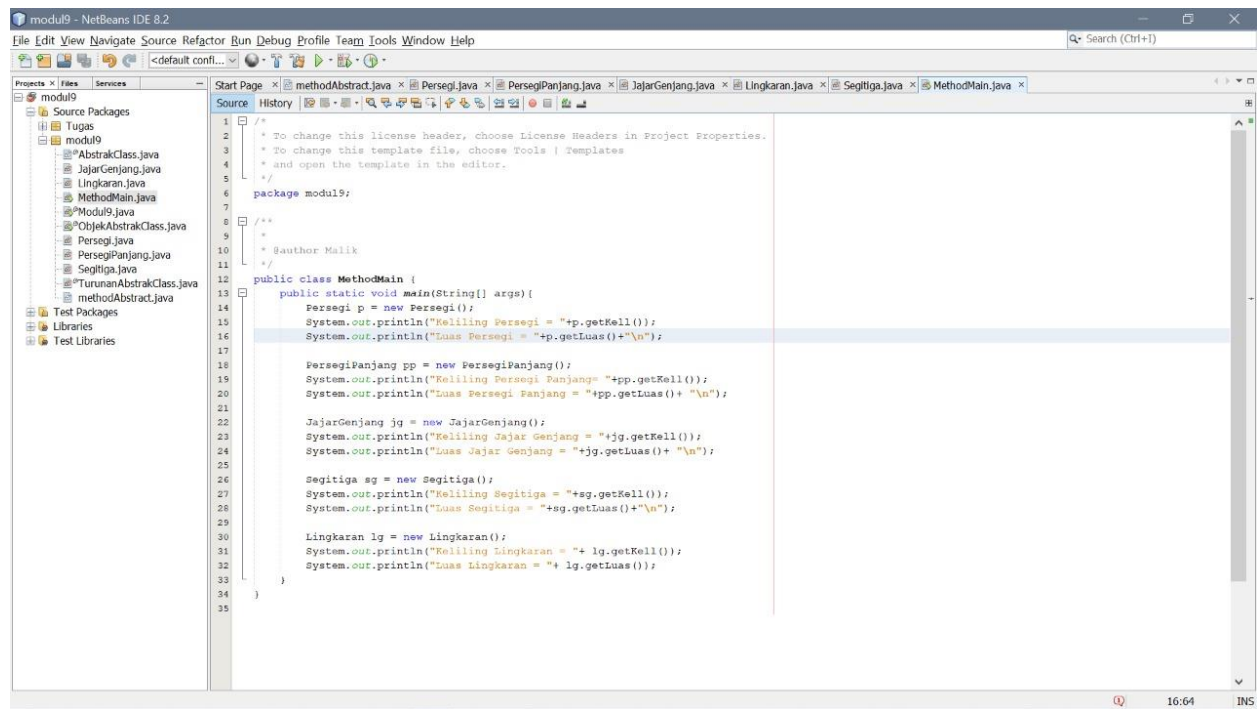 modul9 - NetBeans IDE 8.2
File Edit View Navigate Source Refactor Run Debug Profile Team Tools Window Help
Search (Ctrl+I)
<default confi...
Projects × Files Services
Start Page × methodAbstract.java × Persegi.java × PersegiPanjang.java × JajarGenjang.java × Lingkaran.java × Segitiga.java × MethodMain.java ×
modul9
Source Packages
Tugas
modul9
AbstrakClass.java
JajarGenjang.java
Lingkaran.java
MethodMain.java
Modul9.java
ObjekAbstrakClass.java
Persegi.java
PersegiPanjang.java
Segitiga.java
TurunanAbstrakClass.java
methodAbstract.java
Test Packages
Libraries
Test Libraries
Source History
1 /*
2 * To change this license header, choose License Headers in Project Properties.
3 * To change this template file, choose Tools | Templates
4 * and open the template in the editor.
5 */
6 package modul9;
7
8 /**
9 *
10 * @author Malik
11 */
12 public class MethodMain {
13 public static void main(String[] args){
14 Persegi p = new Persegi();
15 System.out.println("Keliling Persegi = "+p.getKell());
16 System.out.println("Luas Persegi = "+p.getLuas()+"\n");
17
18 PersegiPanjang pp = new PersegiPanjang();
19 System.out.println("Keliling Persegi Panjang= "+pp.getKell());
20 System.out.println("Luas Persegi Panjang = "+pp.getLuas()+ "\n");
21
22 JajarGenjang jg = new JajarGenjang();
23 System.out.println("Keliling Jajar Genjang = "+jg.getKell());
24 System.out.println("Luas Jajar Genjang = "+jg.getLuas()+ "\n");
25
26 Segitiga sg = new Segitiga();
27 System.out.println("Keliling Segitiga = "+sg.getKell());
28 System.out.println("Luas Segitiga = "+sg.getLuas()+"\n");
29
30 Lingkaran lg = new Lingkaran();
31 System.out.println("Keliling Lingkaran = "+ lg.getKell());
32 System.out.println("Luas Lingkaran = "+ lg.getLuas());
33 }
34 }
35
16:64 INS